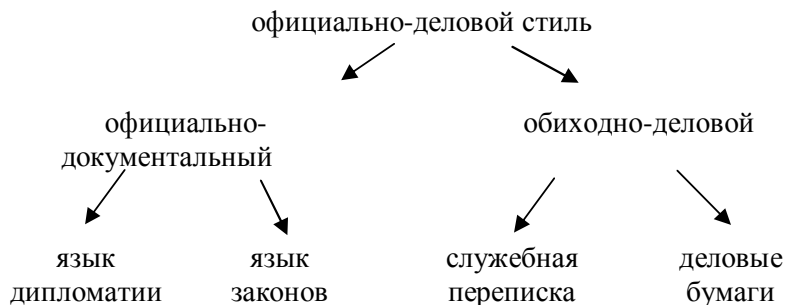 официально-деловой стиль
официально-
документальный
обиходно-деловой
язык
дипломатии
язык
законов
служебная
переписка
деловые
бумаги